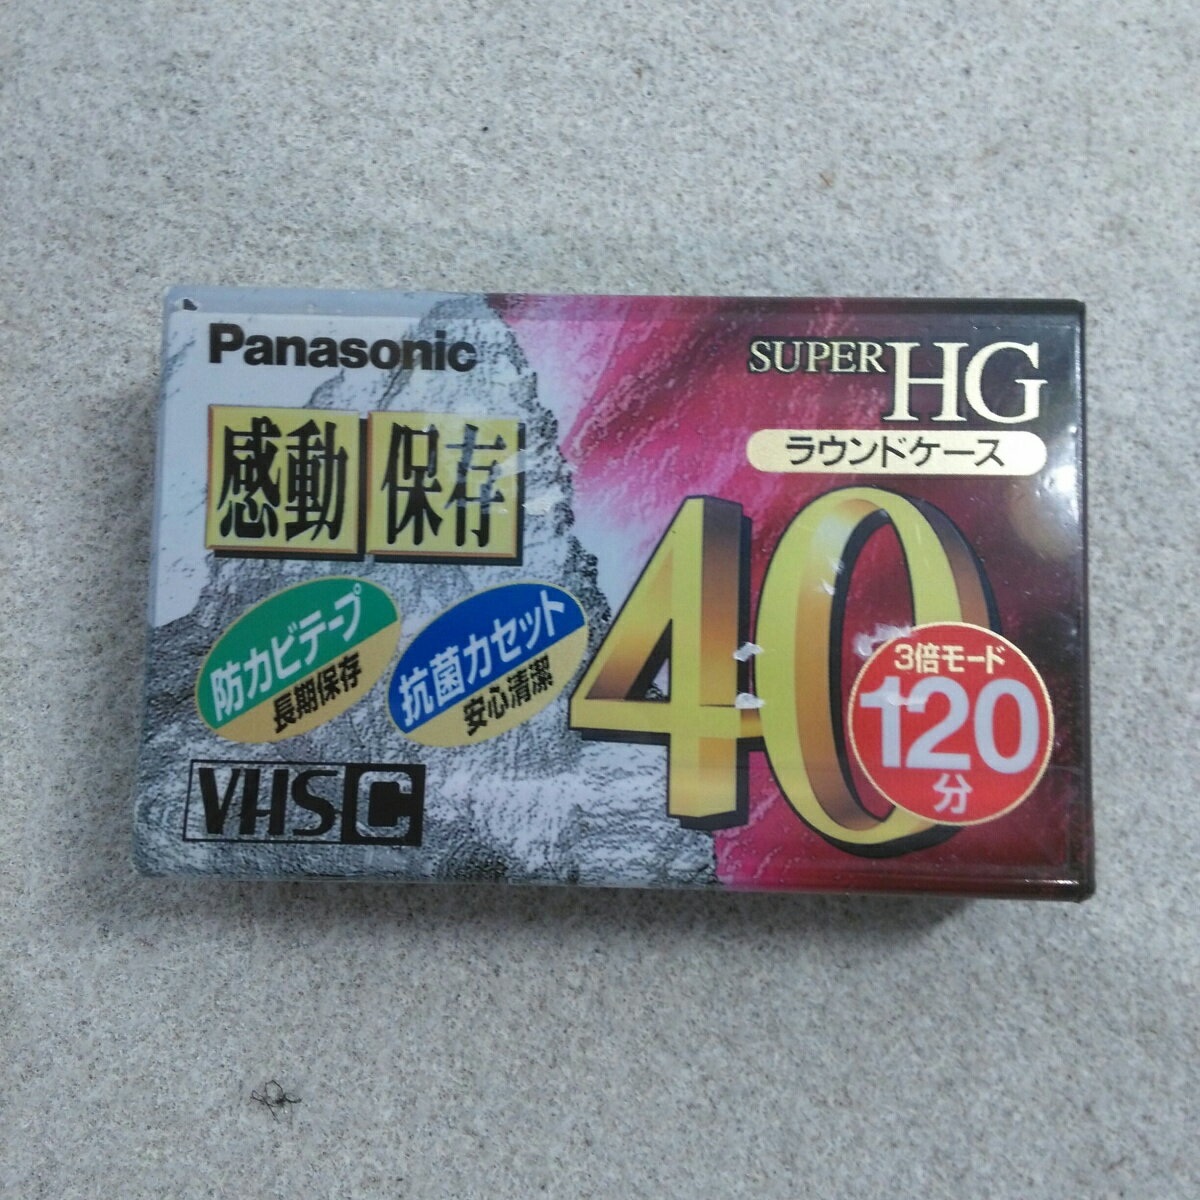 Panasonic
SUPER HG
ラウンドケース
感動 保存
防カビテープ
長期保存
抗菌カセット
安心清潔
40
3倍モード
120
分
VHS C